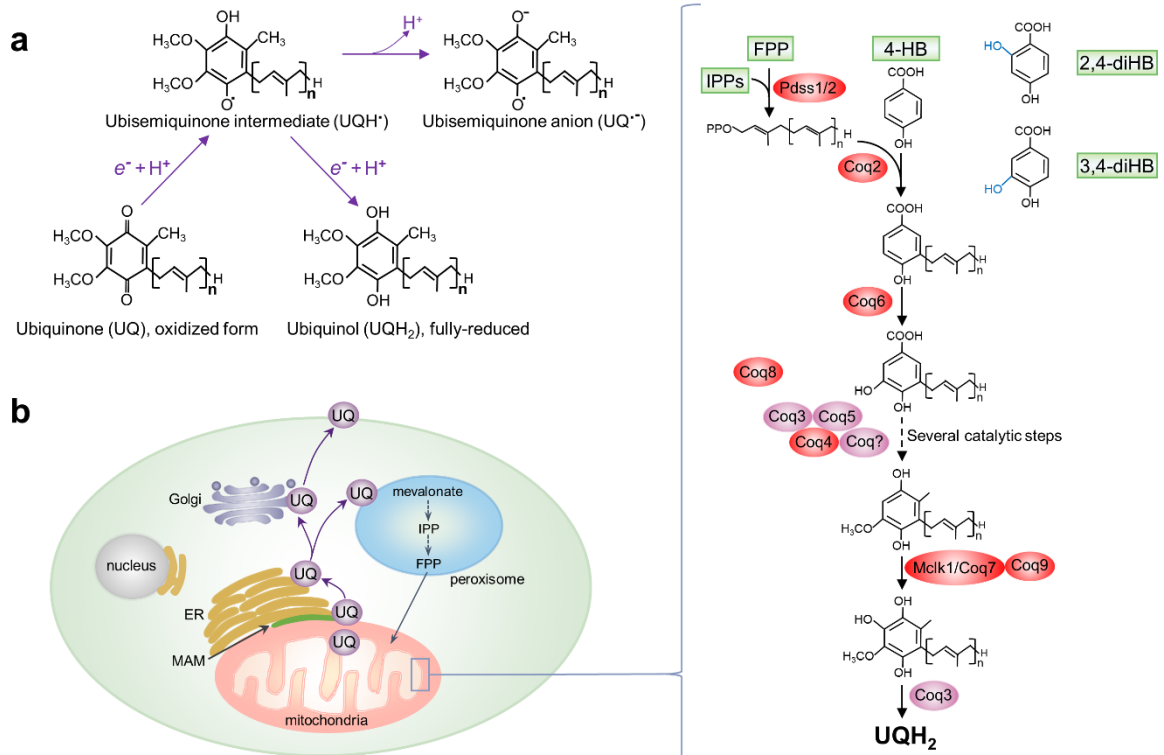 a
OH
H₃CO
CH₃
H₃CO
H
n
O•
Ubisemiquinone intermediate (UQH•)
H⁺
O⁻
H₃CO
CH₃
H₃CO
H
n
O•
Ubisemiquinone anion (UQ•⁻)
e⁻ + H⁺
e⁻ + H⁺
O
H₃CO
CH₃
H₃CO
H
n
O
Ubiquinone (UQ), oxidized form
OH
H₃CO
CH₃
H₃CO
H
n
OH
Ubiquinol (UQH₂), fully-reduced
b
UQ
Golgi
UQ
UQ
mevalonate
IPP
FPP
peroxisome
nucleus
UQ
ER
UQ
MAM
UQ
mitochondria
FPP
4-HB
COOH
HO
OH
2,4-diHB
IPPs
Pdss1/2
COOH
OH
PPO
H
n
Coq2
COOH
HO
OH
3,4-diHB
COOH
H
n
OH
Coq6
COOH
H
n
HO
OH
Coq8
Coq3
Coq5
Coq4
Coq?
Several catalytic steps
OH
H₃CO
H
n
OH
Mclk1/Coq7
Coq9
OH
HO
H₃CO
H
n
OH
Coq3
UQH₂